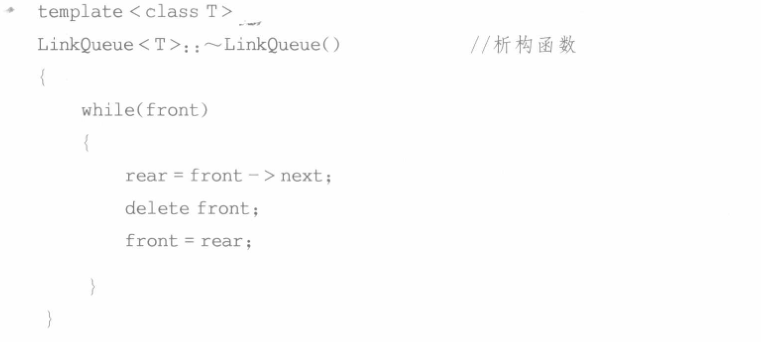 template <class T>
LinkQueue <T>::~LinkQueue() //析构函数
{
while(front)
{
rear = front -> next;
delete front;
front = rear;
}
}